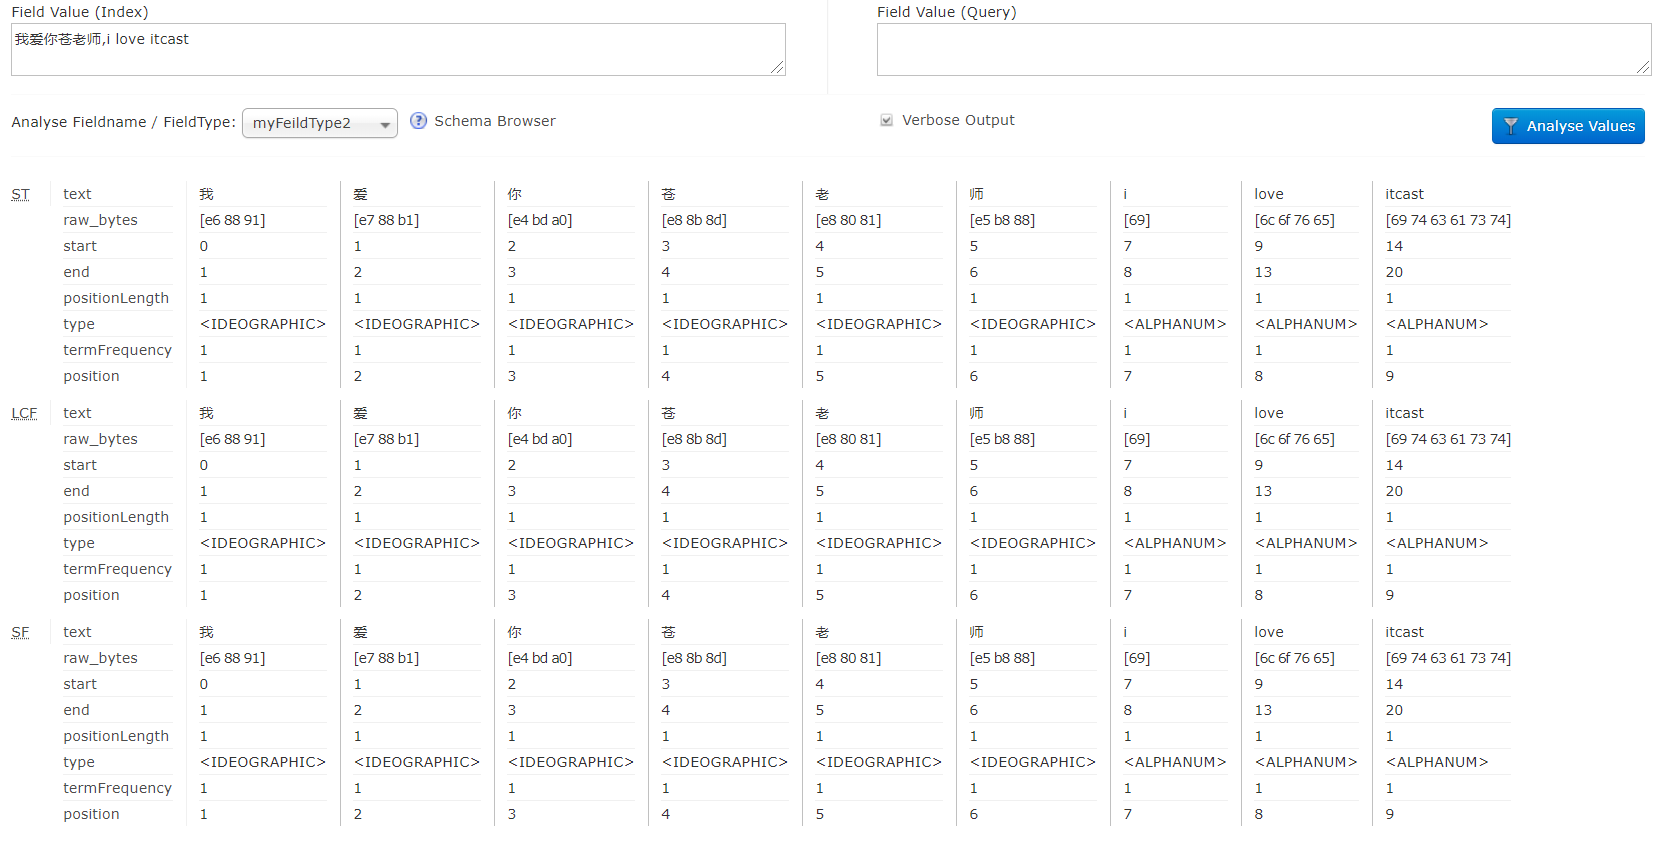 Field Value (Index) Field Value (Query)
我爱你苍老师,i love itcast
Analyse Fieldname / FieldType: myFeildType2 ? Schema Browser Verbose Output Analyse Values
ST text 我 爱 你 苍 老 师 i love itcast
raw_bytes [e6 88 91] [e7 88 b1] [e4 bd a0] [e8 8b 8d] [e8 80 81] [e5 b8 88] [69] [6c 6f 76 65] [69 74 63 61 73 74]
start 0 1 2 3 4 5 7 9 14
end 1 2 3 4 5 6 8 13 20
positionLength 1 1 1 1 1 1 1 1 1
type <IDEOGRAPHIC> <IDEOGRAPHIC> <IDEOGRAPHIC> <IDEOGRAPHIC> <IDEOGRAPHIC> <IDEOGRAPHIC> <ALPHANUM> <ALPHANUM> <ALPHANUM>
termFrequency 1 1 1 1 1 1 1 1 1
position 1 2 3 4 5 6 7 8 9
LCF text 我 爱 你 苍 老 师 i love itcast
raw_bytes [e6 88 91] [e7 88 b1] [e4 bd a0] [e8 8b 8d] [e8 80 81] [e5 b8 88] [69] [6c 6f 76 65] [69 74 63 61 73 74]
start 0 1 2 3 4 5 7 9 14
end 1 2 3 4 5 6 8 13 20
positionLength 1 1 1 1 1 1 1 1 1
type <IDEOGRAPHIC> <IDEOGRAPHIC> <IDEOGRAPHIC> <IDEOGRAPHIC> <IDEOGRAPHIC> <IDEOGRAPHIC> <ALPHANUM> <ALPHANUM> <ALPHANUM>
termFrequency 1 1 1 1 1 1 1 1 1
position 1 2 3 4 5 6 7 8 9
SF text 我 爱 你 苍 老 师 i love itcast
raw_bytes [e6 88 91] [e7 88 b1] [e4 bd a0] [e8 8b 8d] [e8 80 81] [e5 b8 88] [69] [6c 6f 76 65] [69 74 63 61 73 74]
start 0 1 2 3 4 5 7 9 14
end 1 2 3 4 5 6 8 13 20
positionLength 1 1 1 1 1 1 1 1 1
type <IDEOGRAPHIC> <IDEOGRAPHIC> <IDEOGRAPHIC> <IDEOGRAPHIC> <IDEOGRAPHIC> <IDEOGRAPHIC> <ALPHANUM> <ALPHANUM> <ALPHANUM>
termFrequency 1 1 1 1 1 1 1 1 1
position 1 2 3 4 5 6 7 8 9